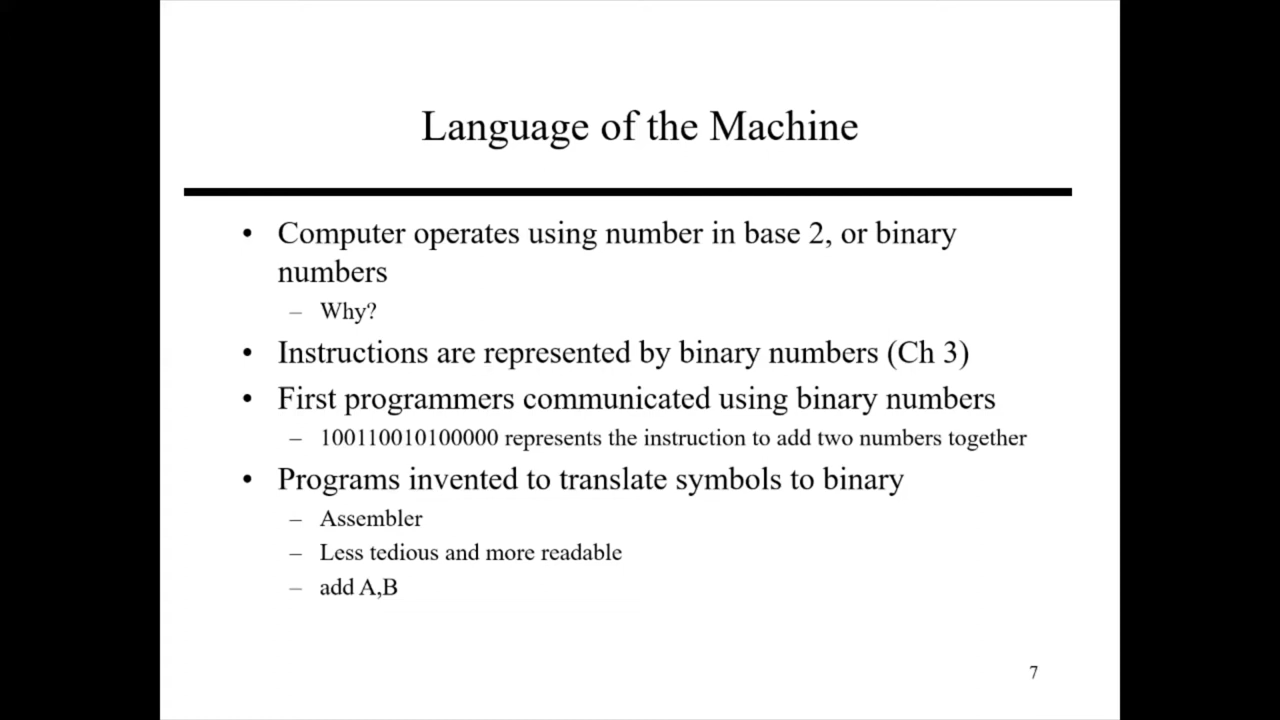 Language of the Machine
• Computer operates using number in base 2, or binary
numbers
– Why?
• Instructions are represented by binary numbers (Ch 3)
• First programmers communicated using binary numbers
– 100110010100000 represents the instruction to add two numbers together
• Programs invented to translate symbols to binary
– Assembler
– Less tedious and more readable
– add A,B
7